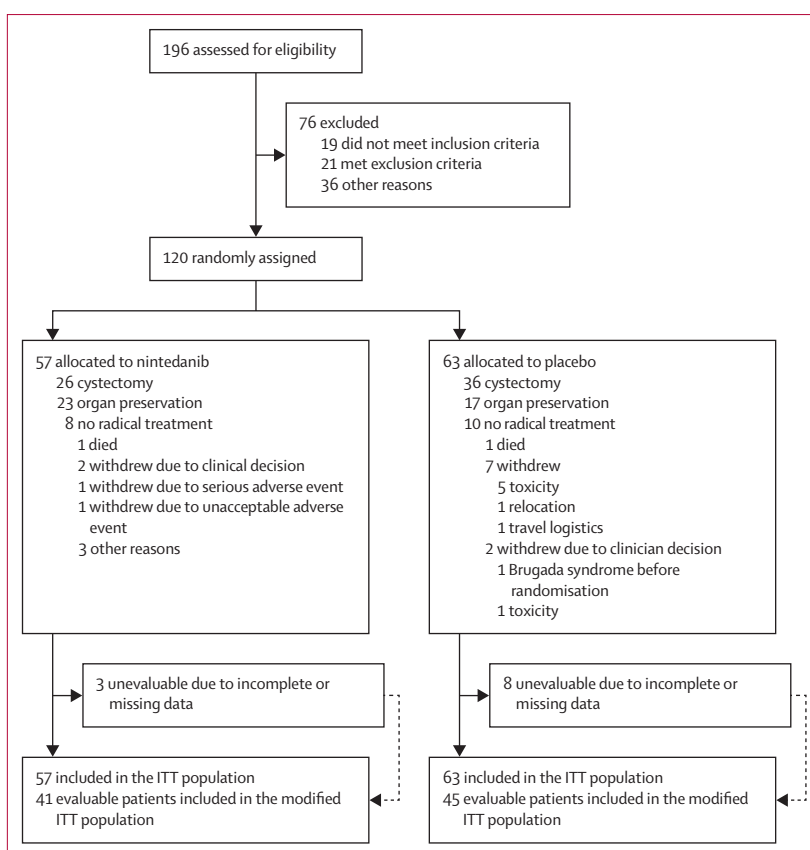 196 assessed for eligibility
76 excluded
19 did not meet inclusion criteria
21 met exclusion criteria
36 other reasons
120 randomly assigned
57 allocated to nintedanib
26 cystectomy
23 organ preservation
8 no radical treatment
1 died
2 withdrew due to clinical decision
1 withdrew due to serious adverse event
1 withdrew due to unacceptable adverse
event
3 other reasons
63 allocated to placebo
36 cystectomy
17 organ preservation
10 no radical treatment
1 died
7 withdrew
5 toxicity
1 relocation
1 travel logistics
2 withdrew due to clinician decision
1 Brugada syndrome before
randomisation
1 toxicity
3 unevaluable due to incomplete or
missing data
8 unevaluable due to incomplete or
missing data
57 included in the ITT population
41 evaluable patients included in the modified
ITT population
63 included in the ITT population
45 evaluable patients included in the modified
ITT population